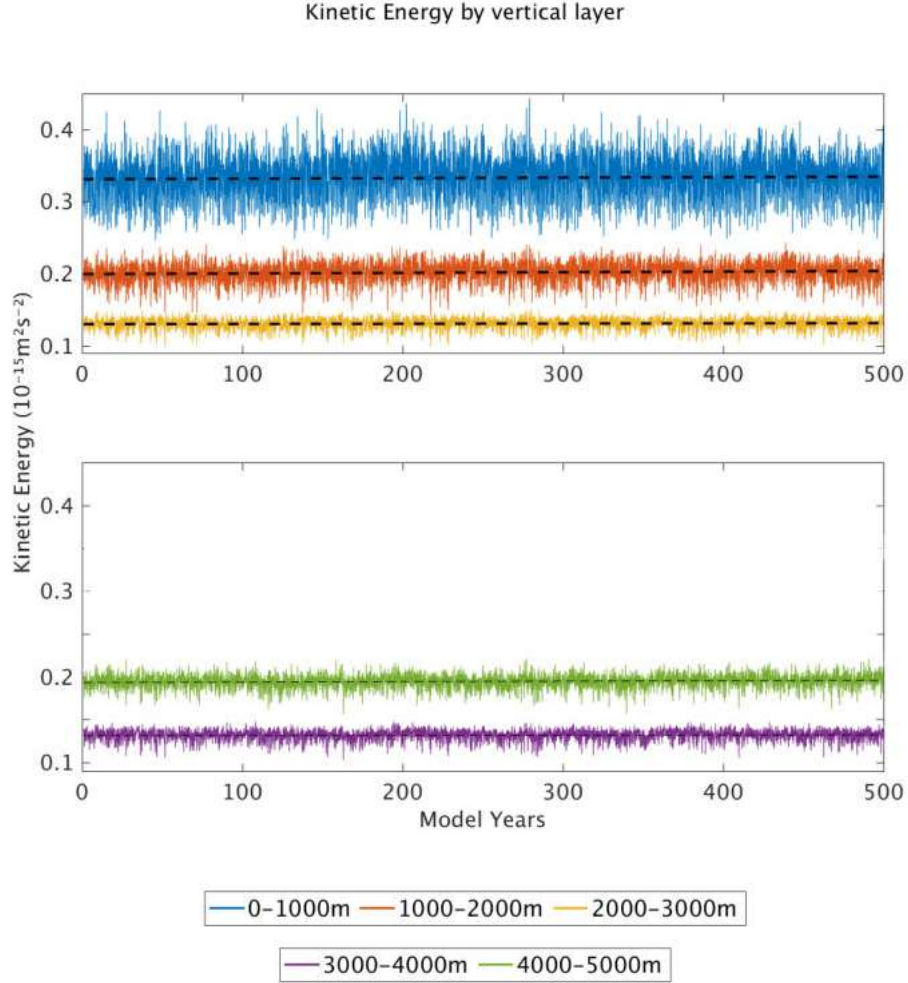 Kinetic Energy by vertical layer
Kinetic Energy (10⁻¹⁵m²s⁻²)
0.4
0.3
0.2
0.1
0 100 200 300 400 500
0.4
0.3
0.2
0.1
0 100 200 300 400 500
Model Years
0–1000m 1000–2000m 2000–3000m
3000–4000m 4000–5000m